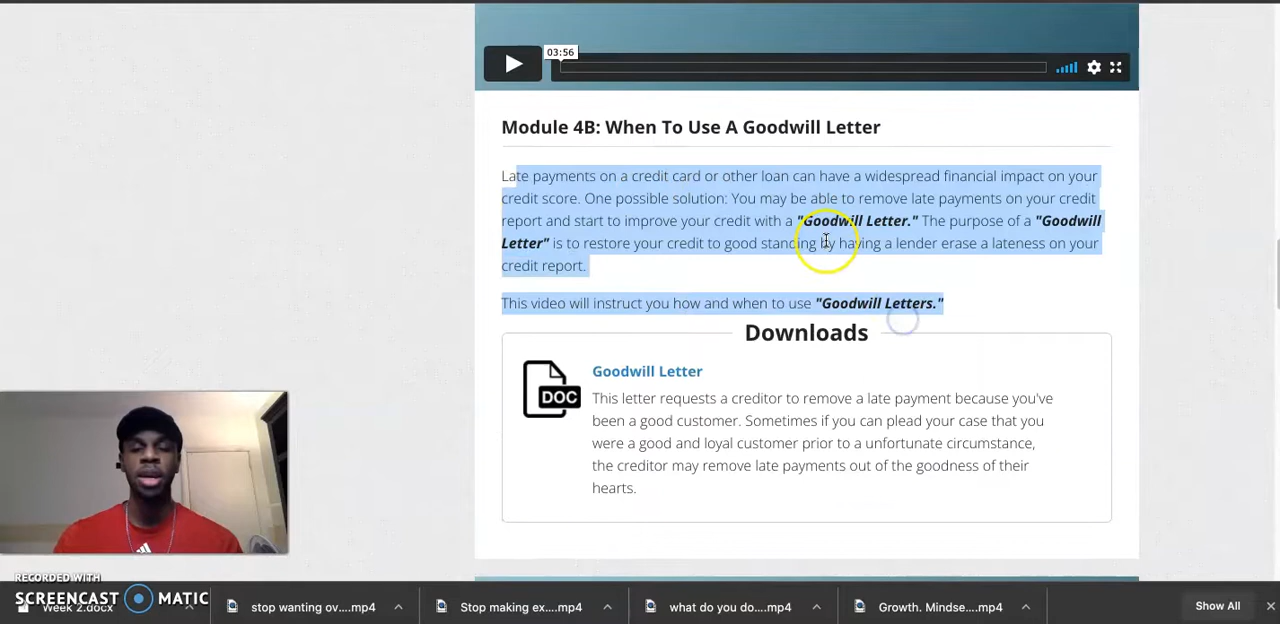 03:56
Module 4B: When To Use A Goodwill Letter
Late payments on a credit card or other loan can have a widespread financial impact on your
credit score. One possible solution: You may be able to remove late payments on your credit
report and start to improve your credit with a "Goodwill Letter." The purpose of a "Goodwill
Letter" is to restore your credit to good standing by having a lender erase a lateness on your
credit report.
This video will instruct you how and when to use "Goodwill Letters."
Downloads
DOC
Goodwill Letter
This letter requests a creditor to remove a late payment because you've
been a good customer. Sometimes if you can plead your case that you
were a good and loyal customer prior to a unfortunate circumstance,
the creditor may remove late payments out of the goodness of their
hearts.
RECORDED WITH
SCREENCAST MATIC
Week 2.docx
stop wanting ov....mp4
Stop making ex....mp4
what do you do....mp4
Growth. Mindse....mp4
Show All